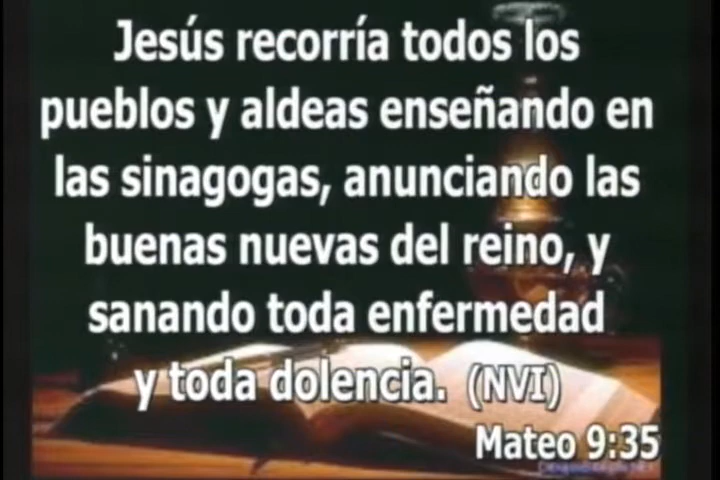 Jesús recorría todos los
pueblos y aldeas enseñando en
las sinagogas, anunciando las
buenas nuevas del reino, y
sanando toda enfermedad
y toda dolencia. (NVI)
Mateo 9:35